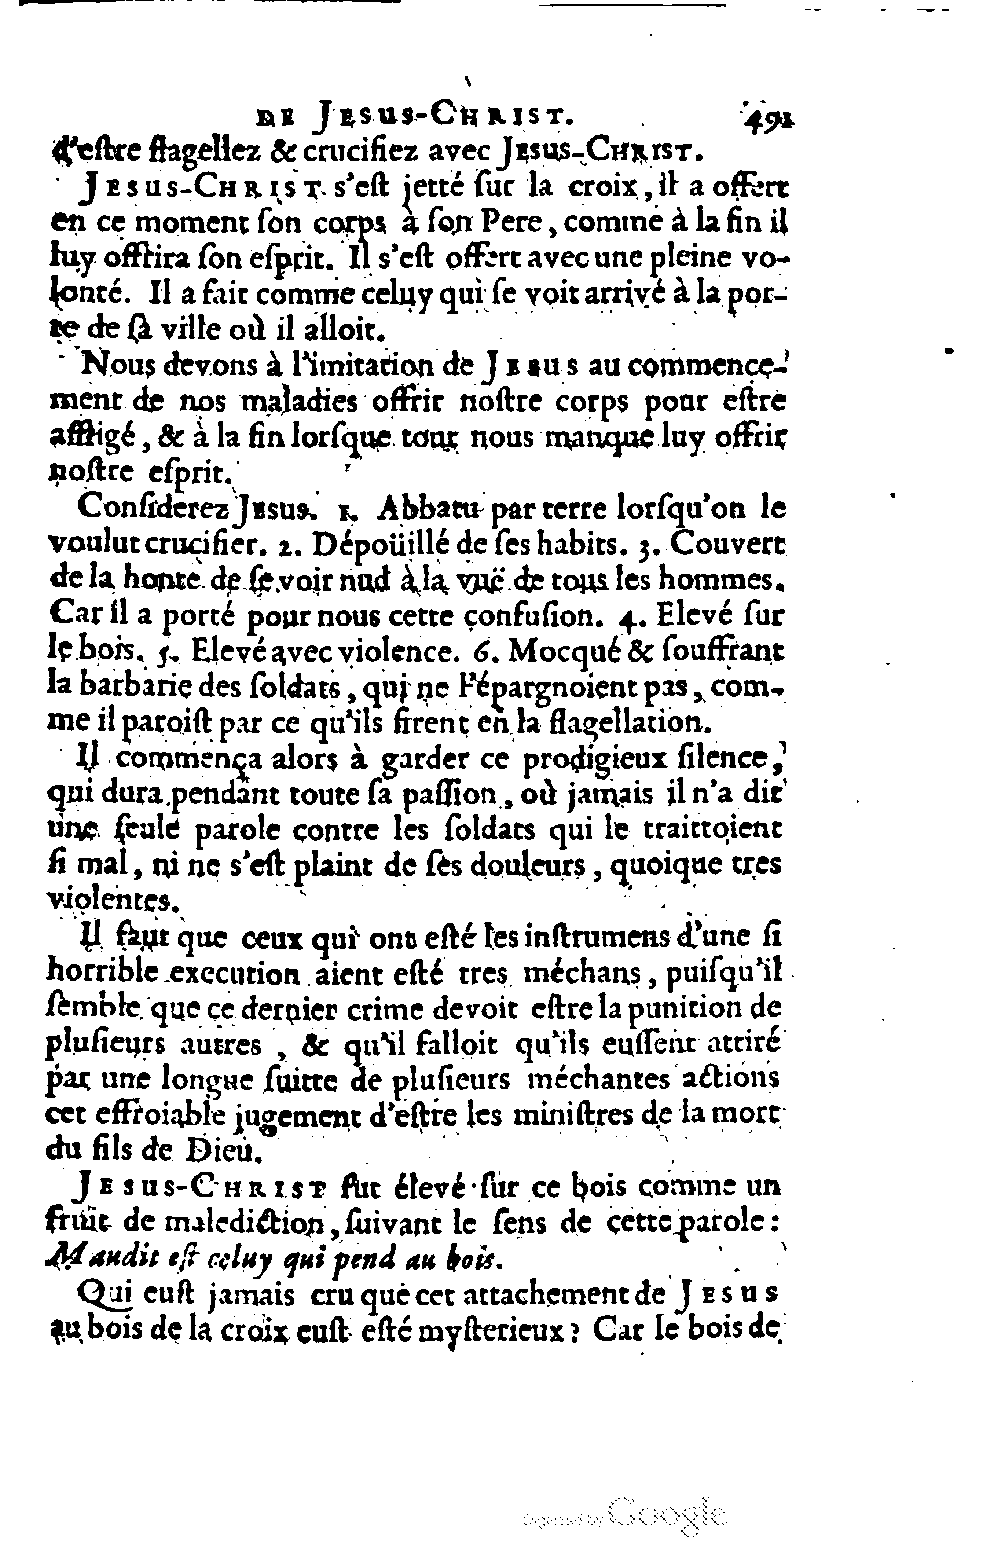 DE JESUS-CHRIST. 491
d'eſtre flagellez & crucifiez avec JESUS-CHRIST.
JESUS-CHRIST s'eſt jetté ſur la croix, il a offert
en ce moment ſon corps à ſon Pere, comme à la fin il
luy offrira ſon eſprit. Il s'eſt offert avec une pleine vo-
lonté. Il a fait comme celuy qui ſe voit arrivé à la por-
te de ſa ville où il alloit.
Nous devons à l'imitation de JESUS au commence-
ment de nos maladies offrir noſtre corps pour eſtre
affligé, & à la fin lorſque tout nous manque luy offrir
noſtre eſprit.
Conſiderez JESUS. 1. Abbatu par terre lorſqu'on le
voulut crucifier. 2. Dépoüillé de ſes habits. 3. Couvert
de la honte de ſe voir nud à la vuë de tous les hommes.
Car il a porté pour nous cette confuſion. 4. Elevé ſur
le bois. 5. Elevé avec violence. 6. Mocqué & ſouffrant
la barbarie des ſoldats, qui ne l'épargnoient pas, com-
me il paroiſt par ce qu'ils firent en la flagellation.
Il commença alors à garder ce prodigieux ſilence,
qui dura pendant toute ſa paſſion, où jamais il n'a dit
une ſeule parole contre les ſoldats qui le traittoient
ſi mal, ni ne s'eſt plaint de ſes douleurs, quoique tres
violentes.
Il faut que ceux qui ont eſté les inſtrumens d'une ſi
horrible execution aient eſté tres méchans, puiſqu'il
ſemble que ce dernier crime devoit eſtre la punition de
pluſieurs autres, & qu'il falloit qu'ils euſſent attiré
par une longue ſuitte de pluſieurs méchantes actions
cet effroiable jugement d'eſtre les miniſtres de la mort
du fils de Dieu.
JESUS-CHRIST fut élevé ſur ce bois comme un
fruit de malediction, ſuivant le ſens de cette parole:
Maudit eſt celuy qui pend au bois.
Qui euſt jamais cru que cet attachement de JESUS
au bois de la croix euſt eſté myſterieux? Car le bois de
Digitized by Google